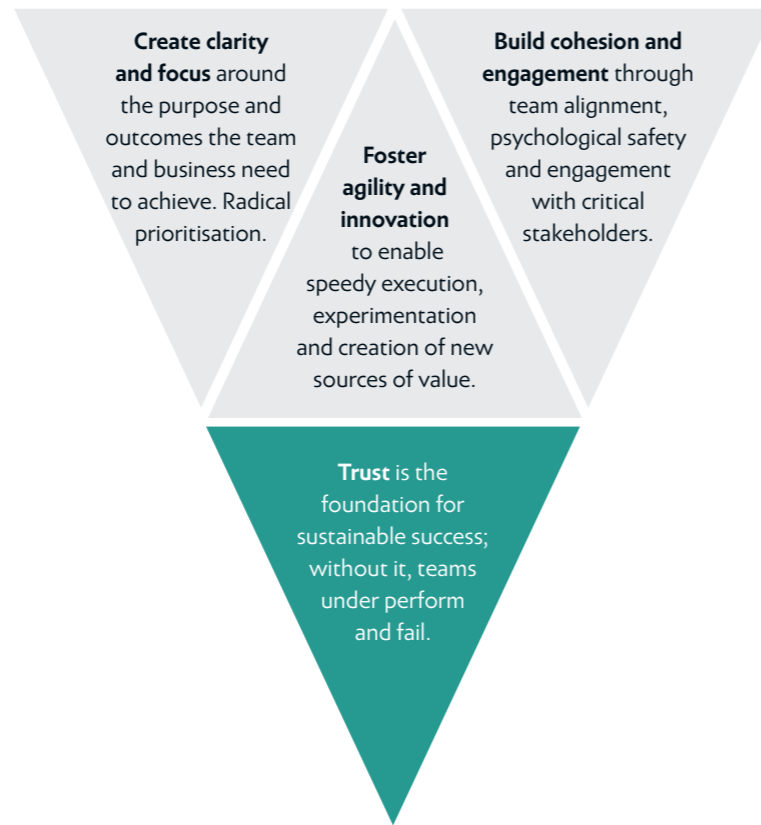 Create clarity
and focus around
the purpose and
outcomes the team
and business need
to achieve. Radical
prioritisation.
Foster
agility and
innovation
to enable
speedy execution,
experimentation
and creation of new
sources of value.
Build cohesion and
engagement through
team alignment,
psychological safety
and engagement
with critical
stakeholders.
Trust is the
foundation for
sustainable success;
without it, teams
under perform
and fail.